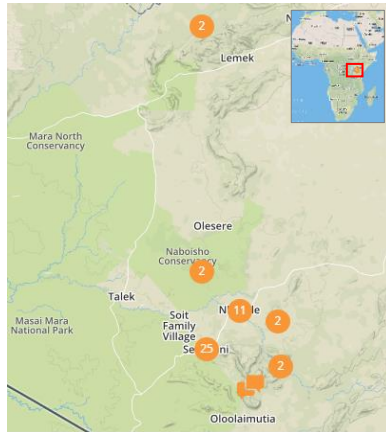 2
Lemek
Mara North
Conservancy
Olesere
Naboisho
2
Talek
11
Soit
Family
Village
2
Masai Mara
National Park
25
2
Oloolaimutia